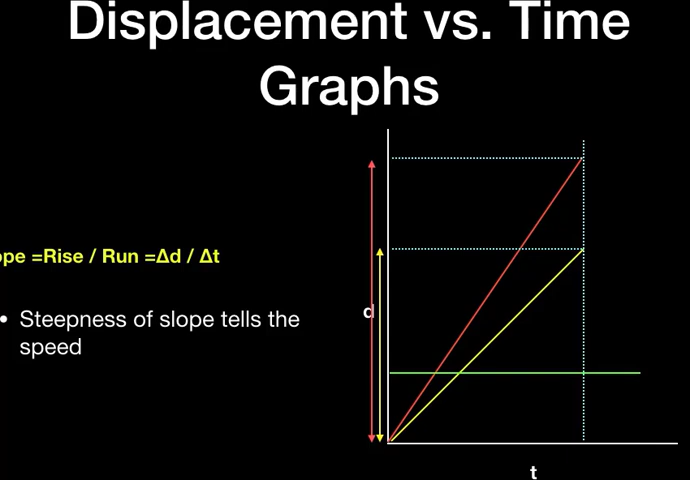 Displacement vs. Time
Graphs
ope =Rise / Run =Δd / Δt
• Steepness of slope tells the
speed
d
t